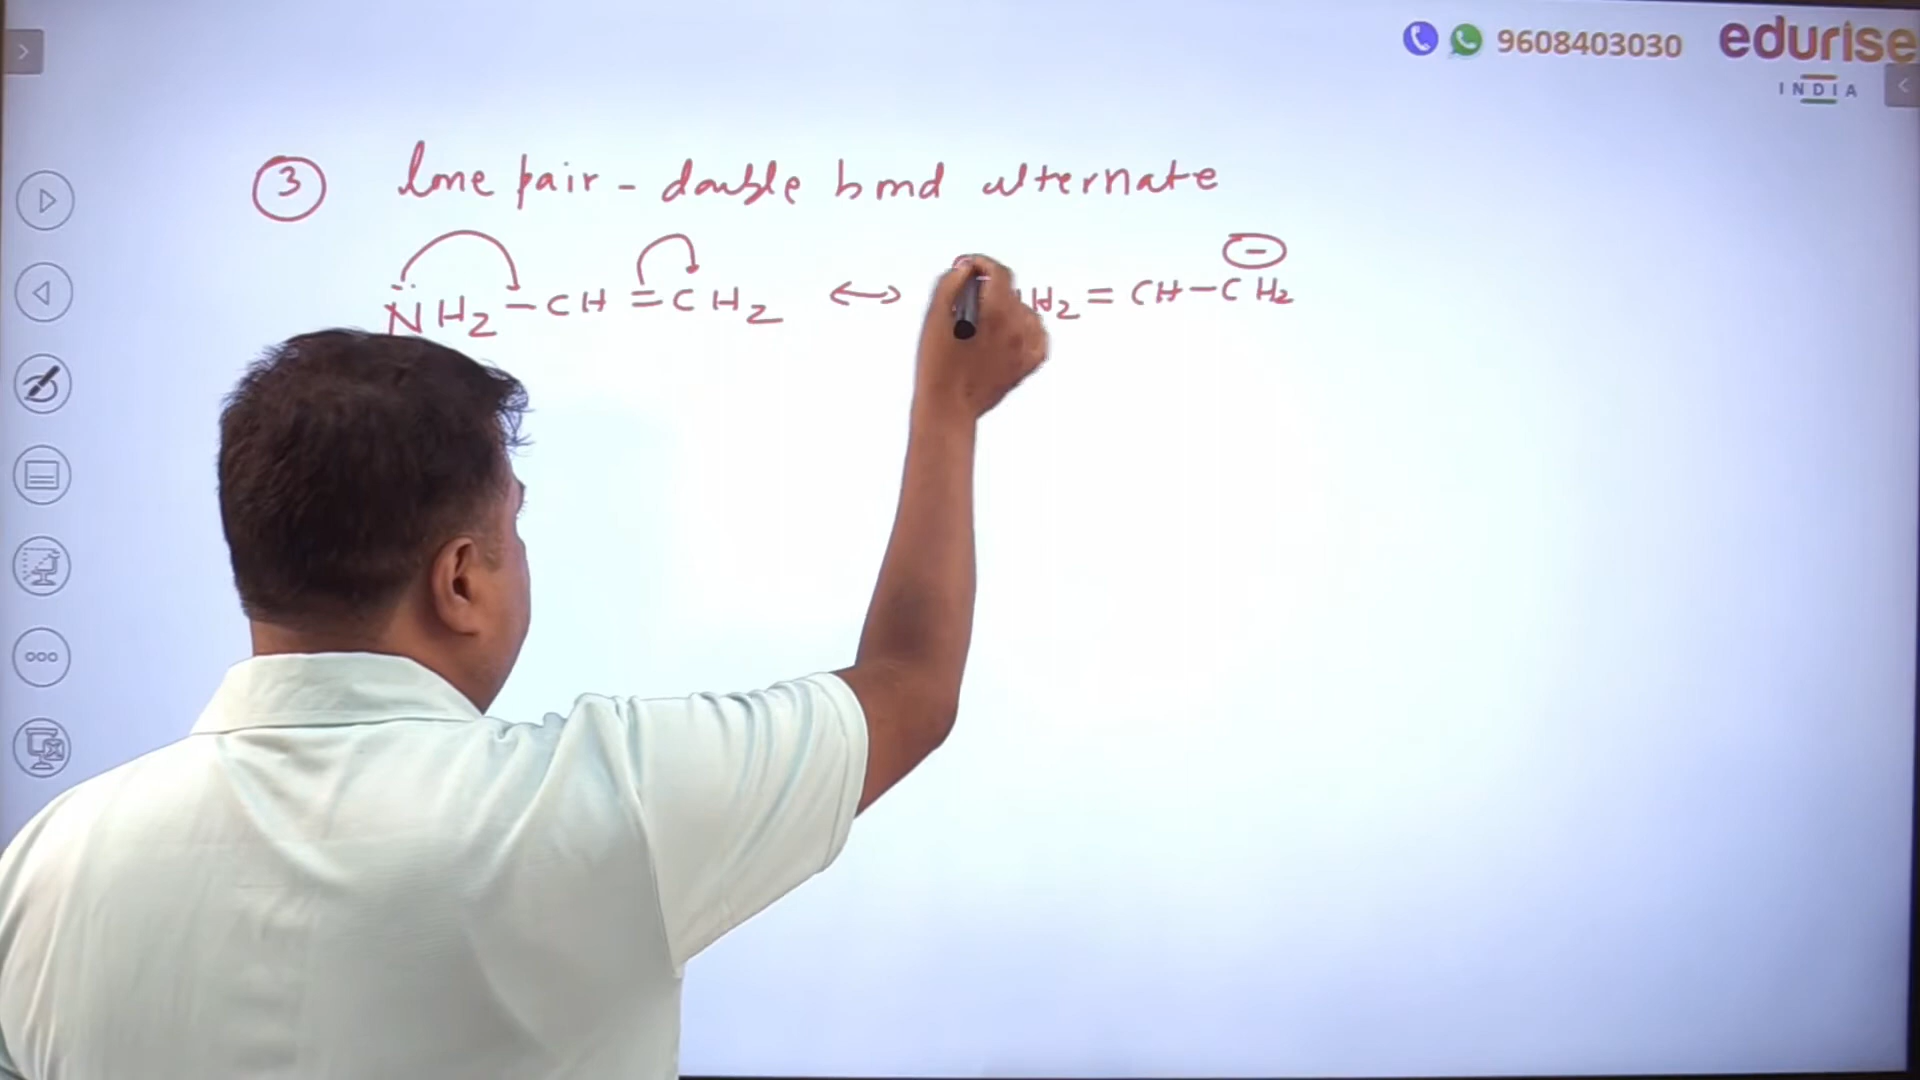 9608403030 edurise
INDIA
3 lone pair - double bond alternate
N̈H2-CH=CH2 ↔ H2=CH-CH2
-